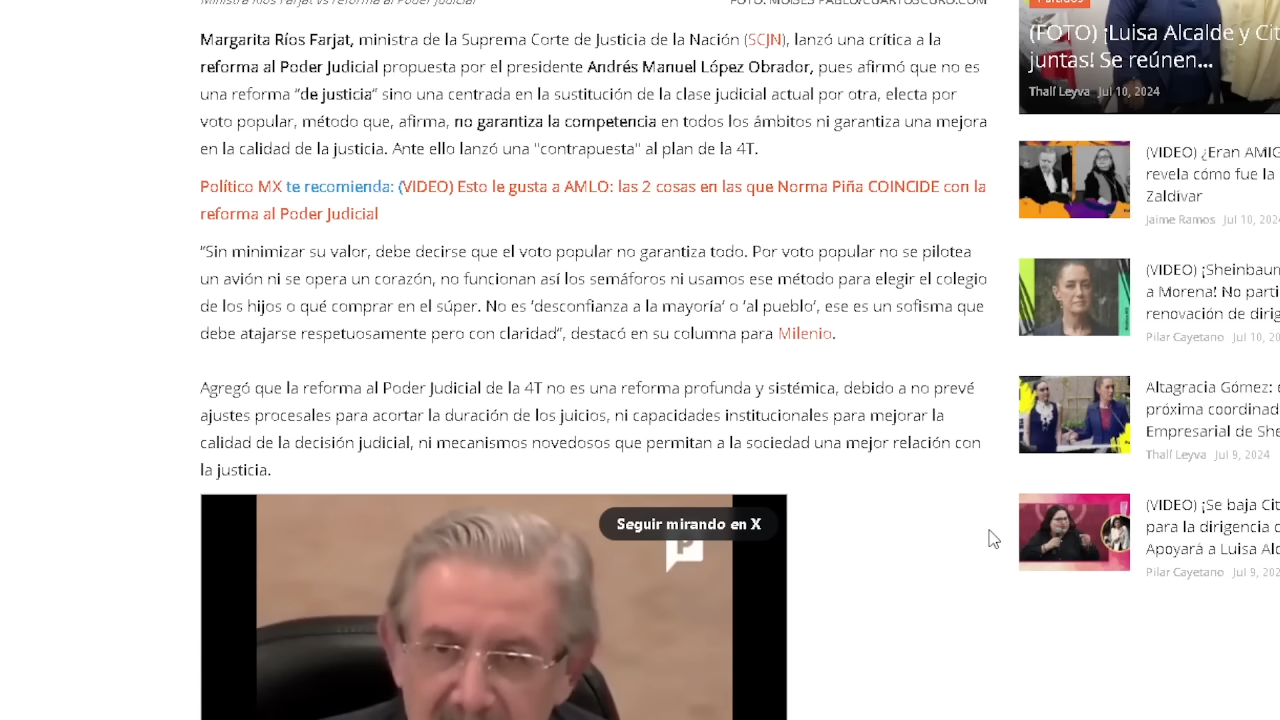 Ministra Ríos Farjat vs reforma al Poder Judicial
FOTO: MOISÉS PABLO/CUARTOSCURO.COM
Margarita Ríos Farjat, ministra de la Suprema Corte de Justicia de la Nación (SCJN), lanzó una crítica a la
reforma al Poder Judicial propuesta por el presidente Andrés Manuel López Obrador, pues afirmó que no es
una reforma “de justicia” sino una centrada en la sustitución de la clase judicial actual por otra, electa por
voto popular, método que, afirma, no garantiza la competencia en todos los ámbitos ni garantiza una mejora
en la calidad de la justicia. Ante ello lanzó una "contrapuesta" al plan de la 4T.
Político MX te recomienda: (VIDEO) Esto le gusta a AMLO: las 2 cosas en las que Norma Piña COINCIDE con la
reforma al Poder Judicial
“Sin minimizar su valor, debe decirse que el voto popular no garantiza todo. Por voto popular no se pilotea
un avión ni se opera un corazón, no funcionan así los semáforos ni usamos ese método para elegir el colegio
de los hijos o qué comprar en el súper. No es ‘desconfianza a la mayoría’ o ‘al pueblo’, ese es un sofisma que
debe atajarse respetuosamente pero con claridad”, destacó en su columna para Milenio.
Agregó que la reforma al Poder Judicial de la 4T no es una reforma profunda y sistémica, debido a no prevé
ajustes procesales para acortar la duración de los juicios, ni capacidades institucionales para mejorar la
calidad de la decisión judicial, ni mecanismos novedosos que permitan a la sociedad una mejor relación con
la justicia.
Seguir mirando en X
P
Partidos
(FOTO) ¡Luisa Alcalde y Cit
juntas! Se reúnen...
Thalí Leyva Jul 10, 2024
(VIDEO) ¿Eran AMIG
revela cómo fue la
Zaldívar
Jaime Ramos Jul 10, 2024
(VIDEO) ¡Sheinbaum
a Morena! No parti
renovación de dirig
Pilar Cayetano Jul 10, 20
Altagracia Gómez: e
próxima coordinad
Empresarial de She
Thalí Leyva Jul 9, 2024
(VIDEO) ¡Se baja Cit
para la dirigencia d
Apoyará a Luisa Alc
Pilar Cayetano Jul 9, 202